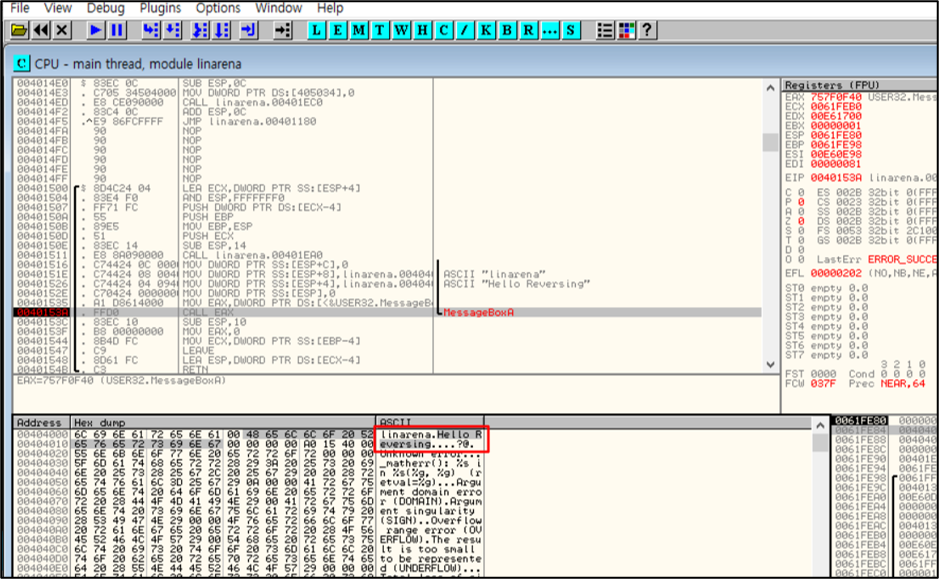 File View Debug Plugins Options Window Help
L E M T W H C / K B R ... S ?
C CPU - main thread, module linarena
004014E0 $ 83EC 0C SUB ESP,0C
004014E3 . C705 34504000 MOV DWORD PTR DS:[405034],0
004014ED . E8 CE090000 CALL linarena.00401EC0
004014F2 . 83C4 0C ADD ESP,0C
004014F5 .^E9 86FCFFFF JMP linarena.00401180
004014FA 90 NOP
004014FB 90 NOP
004014FC 90 NOP
004014FD 90 NOP
004014FE 90 NOP
004014FF 90 NOP
00401500 $ 8D4C24 04 LEA ECX,DWORD PTR SS:[ESP+4]
00401504 . 83E4 F0 AND ESP,FFFFFFF0
00401507 . FF71 FC PUSH DWORD PTR DS:[ECX-4]
0040150A . 55 PUSH EBP
0040150B . 89E5 MOV EBP,ESP
0040150D . 51 PUSH ECX
0040150E . 83EC 14 SUB ESP,14
00401511 . E8 8A090000 CALL linarena.00401EA0
00401516 . C74424 0C 0000 MOV DWORD PTR SS:[ESP+C],0
0040151E . C74424 08 0040 MOV DWORD PTR SS:[ESP+8],linarena.00404 ASCII "linarena"
00401526 . C74424 04 0940 MOV DWORD PTR SS:[ESP+4],linarena.00404 ASCII "Hello Reversing"
0040152E . C70424 0000000 MOV DWORD PTR SS:[ESP],0
00401535 . A1 D8614000 MOV EAX,DWORD PTR DS:[<&USER32.MessageB
0040153A . FFD0 CALL EAX MessageBoxA
0040153C . 83EC 10 SUB ESP,10
0040153F . B8 00000000 MOV EAX,0
00401544 . 8B4D FC MOV ECX,DWORD PTR SS:[EBP-4]
00401547 . C9 LEAVE
00401548 . 8D61 FC LEA ESP,DWORD PTR DS:[ECX-4]
0040154B . C3 RETN
EAX=757F0F40 (USER32.MessageBoxA)
Registers (FPU)
EAX 757F0F40 USER32.Mess
ECX 0061FEB0
EDX 00E61700
EBX 00000001
ESP 0061FE80
EBP 0061FE98
ESI 00E60E98
EDI 00000081
EIP 0040153A linarena.00
C 0 ES 002B 32bit 0(FFF
P 0 CS 0023 32bit 0(FFF
A 0 SS 002B 32bit 0(FFF
Z 0 DS 002B 32bit 0(FFF
S 0 FS 0053 32bit 2C100
T 0 GS 002B 32bit 0(FFF
D 0
O 0 LastErr ERROR_SUCCE
EFL 00000202 (NO,NB,NE,A
ST0 empty 0.0
ST1 empty 0.0
ST2 empty 0.0
ST3 empty 0.0
ST4 empty 0.0
ST5 empty 0.0
ST6 empty 0.0
ST7 empty 0.0
3 2 1 0
FST 0000 Cond 0 0 0 0
FCW 037F Prec NEAR,64
Address Hex dump ASCII
00404000 6C 69 6E 61 72 65 6E 61 00 48 65 6C 6C 6F 20 52 linarena.Hello R
00404010 65 76 65 72 73 69 6E 67 00 00 00 00 A0 15 40 00 eversing....?@.
00404020 55 6E 6B 6E 6F 77 6E 20 65 72 72 6F 72 00 00 00 Unknown error...
00404030 5F 6D 61 74 68 65 72 72 28 29 3A 20 25 73 20 69 _matherr(): %s i
00404040 6E 20 25 73 28 25 67 2C 20 25 67 29 20 20 28 72 n %s(%g, %g)  (r
00404050 65 74 76 61 6C 3D 25 67 29 0A 00 00 41 72 67 75 etval=%g)...Argu
00404060 6D 65 6E 74 20 64 6F 6D 61 69 6E 20 65 72 72 6F ment domain erro
00404070 72 20 28 44 4F 4D 41 49 4E 29 00 41 72 67 75 6D r (DOMAIN).Argum
00404080 65 6E 74 20 73 69 6E 67 75 6C 61 72 69 74 79 20 ent singularity
00404090 28 53 49 47 4E 29 00 00 4F 76 65 72 66 6C 6F 77 (SIGN)..Overflow
004040A0 20 72 61 6E 67 65 20 65 72 72 6F 72 20 28 4F 56 range error (OV
004040B0 45 52 46 4C 4F 57 29 00 54 68 65 20 72 65 73 75 ERFLOW).The resu
004040C0 6C 74 20 69 73 20 74 6F 6F 20 73 6D 61 6C 6C 20 lt is too small
004040D0 74 6F 20 62 65 20 72 65 70 72 65 73 65 6E 74 65 to be represente
004040E0 64 20 28 55 4E 44 45 52 46 4C 4F 57 29 00 00 00 d (UNDERFLOW)...
0061FE80 000000
0061FE84 004040
0061FE88 004040
0061FE8C 000000
0061FE90 00401E
0061FE94 0061FE
0061FE98
0061FE9C 004013